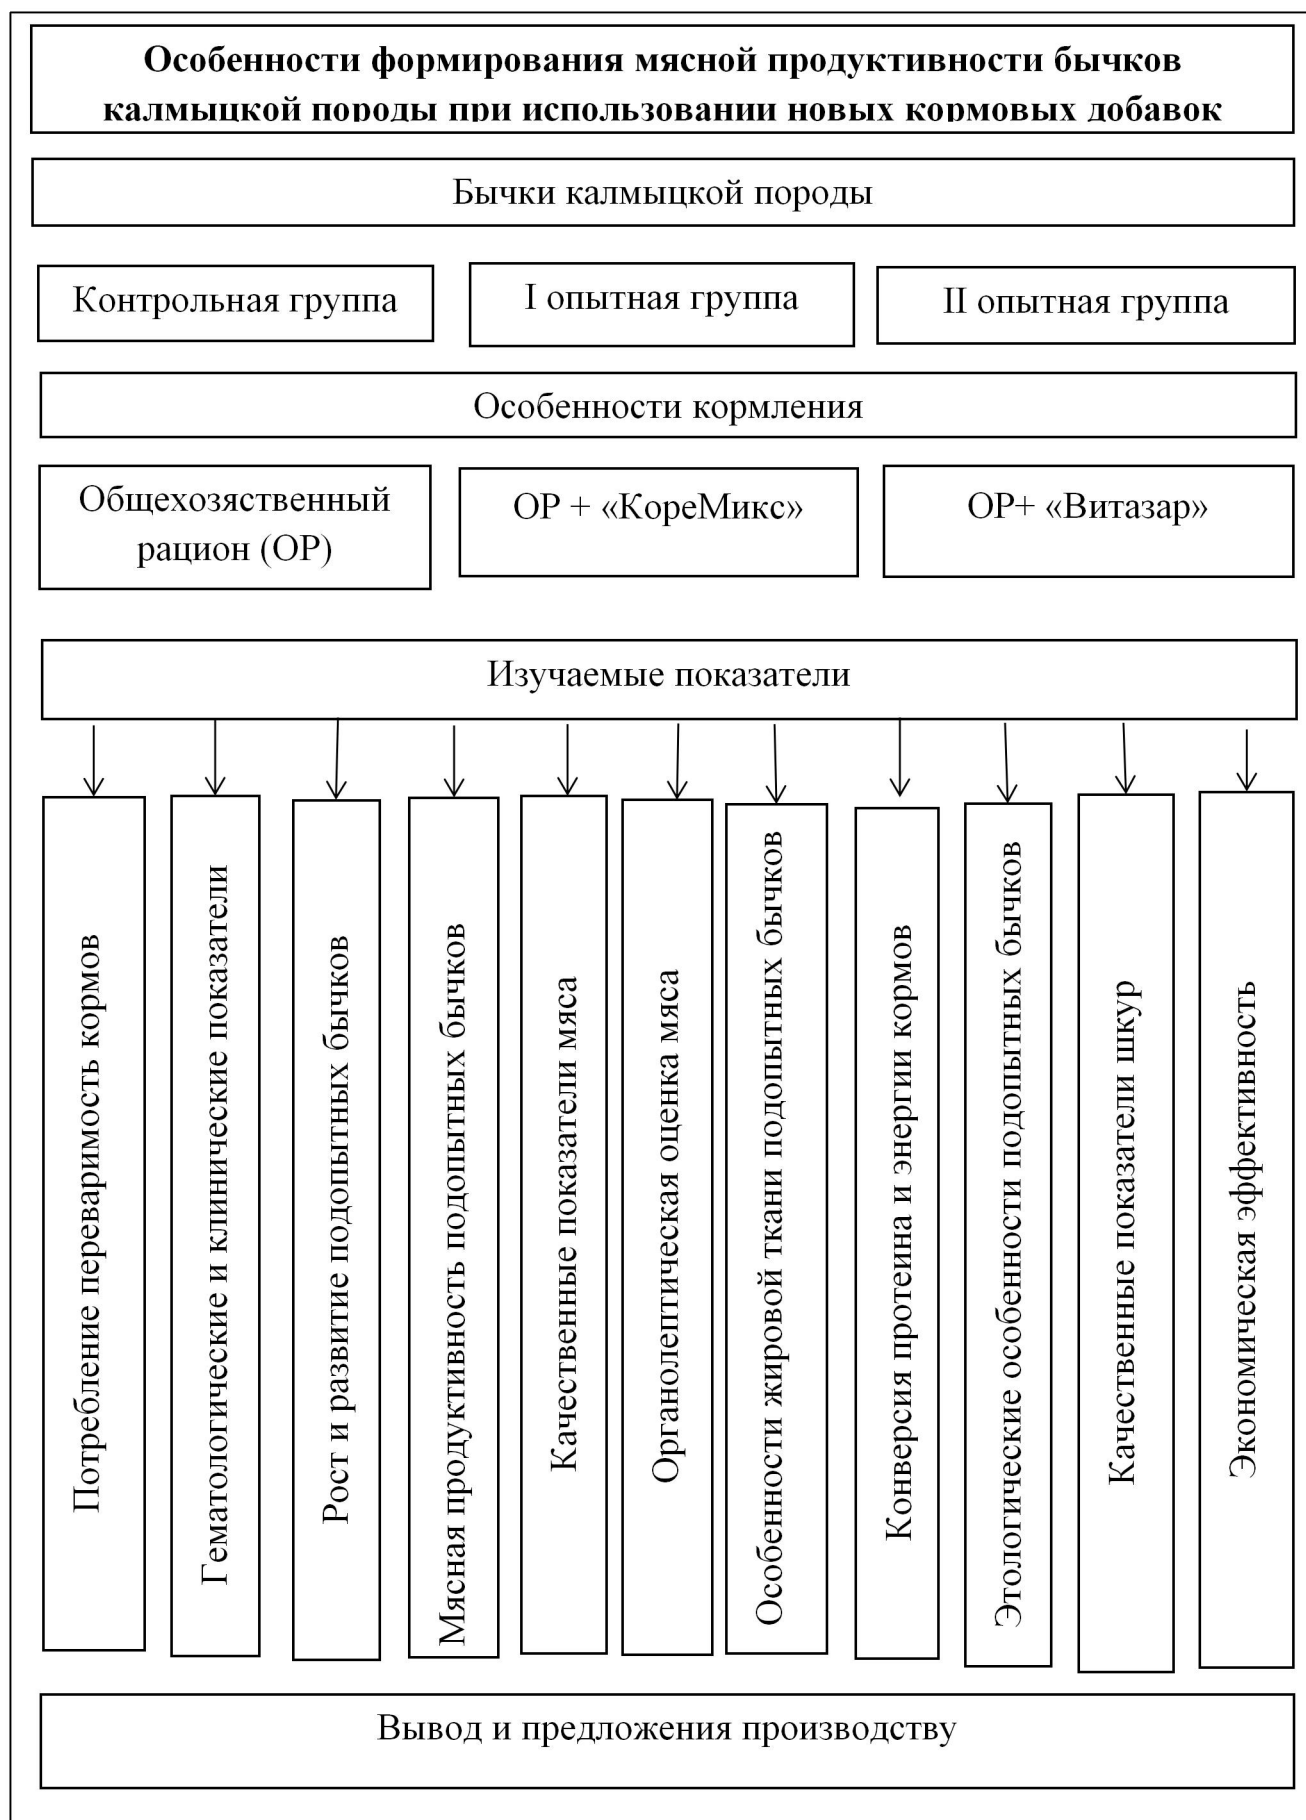 Особенности формирования мясной продуктивности бычков
калмыцкой породы при использовании новых кормовых добавок
Бычки калмыцкой породы
Контрольная группа
I опытная группа
II опытная группа
Особенности кормления
Общехозяственный
рацион (ОР)
ОР + «КореМикс»
ОР+ «Витазар»
Изучаемые показатели
Потребление переваримость кормов
Гематологические и клинические показатели
Рост и развитие подопытных бычков
Мясная продуктивность подопытных бычков
Качественные показатели мяса
Органолептическая оценка мяса
Особенности жировой ткани подопытных бычков
Конверсия протеина и энергии кормов
Этологические особенности подопытных бычков
Качественные показатели шкур
Экономическая эффективность
Вывод и предложения производству